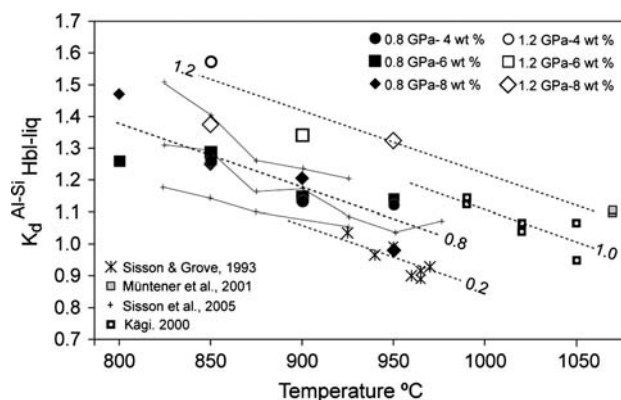 1.6
1.5
1.4
1.3
1.2
1.1
1.0
0.9
0.8
0.7
Kd Al-Si Hbl-liq
0.8 GPa- 4 wt % 1.2 GPa-4 wt %
0.8 GPa-6 wt % 1.2 GPa-6 wt %
0.8 GPa-8 wt % 1.2 GPa-8 wt %
1.2
0.8
1.0
0.2
Sisson & Grove, 1993
Müntener et al., 2001
Sisson et al., 2005
Kägi. 2000
800 850 900 950 1000 1050
Temperature ºC